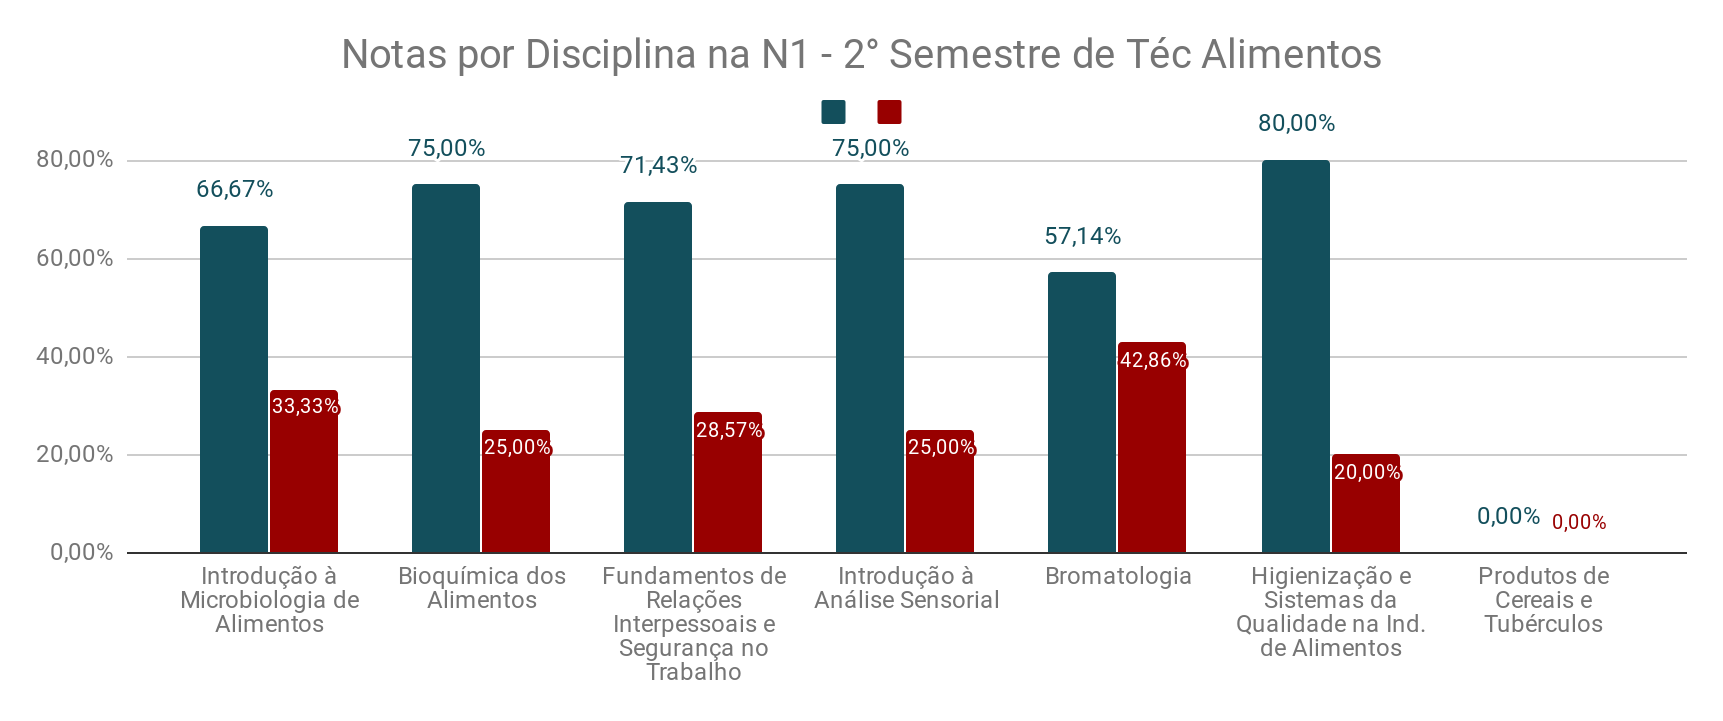 Notas por Disciplina na N1 - 2° Semestre de Téc Alimentos
80,00%
60,00%
40,00%
20,00%
0,00%
66,67%
33,33%
75,00%
25,00%
71,43%
28,57%
75,00%
25,00%
57,14%
42,86%
80,00%
20,00%
0,00%
0,00%
Introdução à
Microbiologia de
Alimentos
Bioquímica dos
Alimentos
Fundamentos de
Relações
Interpessoais e
Segurança no
Trabalho
Introdução à
Análise Sensorial
Bromatologia
Higienização e
Sistemas da
Qualidade na Ind.
de Alimentos
Produtos de
Cereais e
Tubérculos